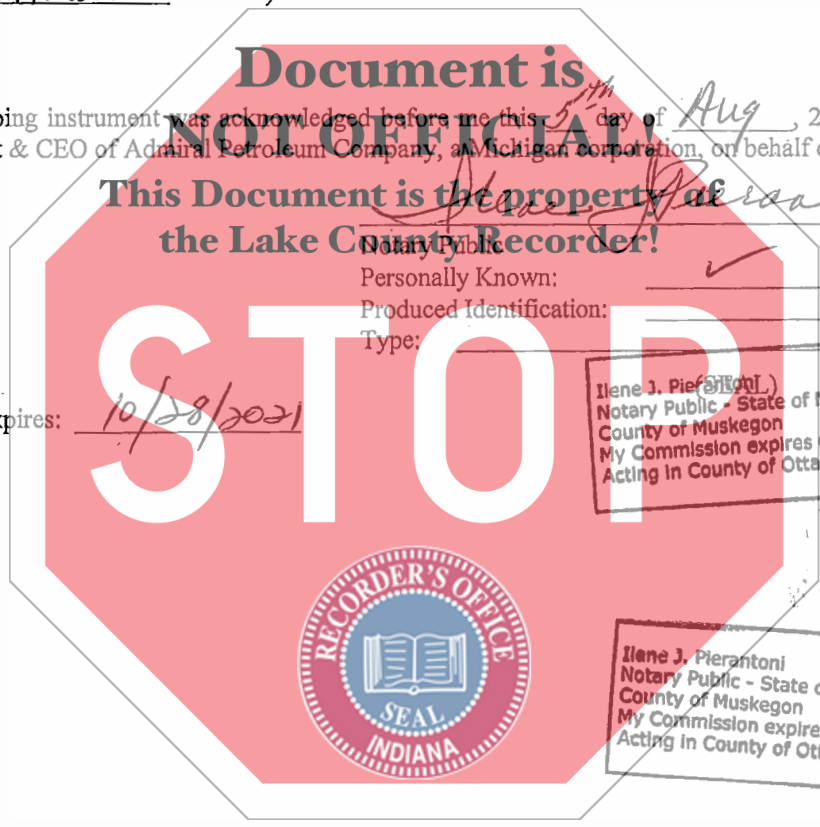 Document is
NOT OFFICIAL!
This Document is the property of
the Lake County Recorder!
oing instrument was acknowledged before me this 5th day of Aug, 2
t & CEO of Admiral Petroleum Company, a Michigan corporation, on behalf o
Notary Public
Personally Known: ✓
Produced Identification:
Type:
(SEAL)
Ilene J. Pierantoni
Notary Public - State of M
County of Muskegon
My Commission expires
Acting in County of Otta
xpires: 10/28/2021
STOP
RECORDER'S OFFICE
SEAL
INDIANA
Ilene J. Pierantoni
Notary Public - State o
County of Muskegon
My Commission expire
Acting in County of Ott